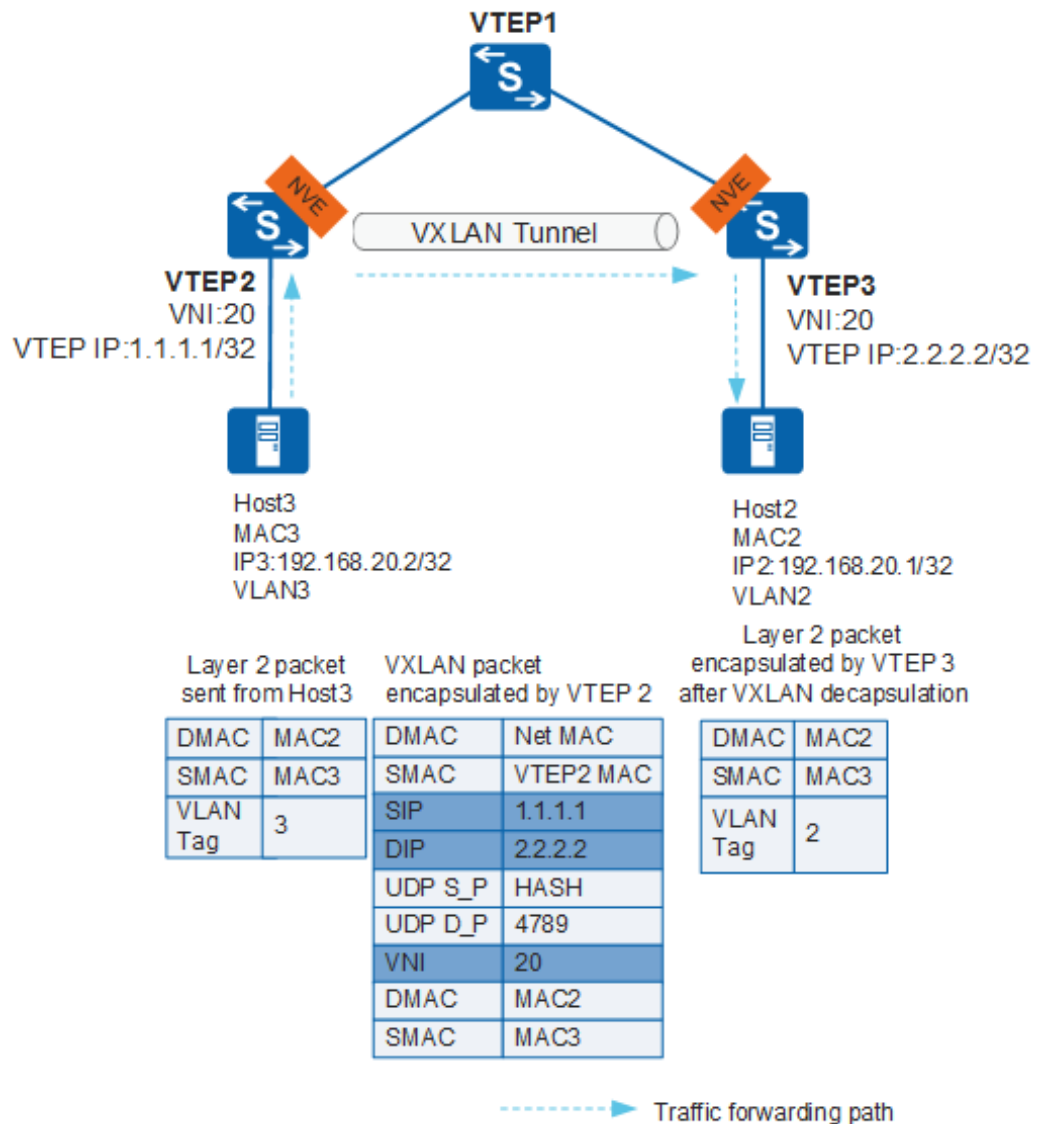 VTEP1
S
NVE
NVE
S
VXLAN Tunnel
S
VTEP2
VNI:20
VTEP IP:1.1.1.1/32
VTEP3
VNI:20
VTEP IP:2.2.2.2/32
Host3
MAC3
IP3:192.168.20.2/32
VLAN3
Host2
MAC2
IP2:192.168.20.1/32
VLAN2
Layer 2 packet
sent from Host3
DMAC MAC2
SMAC MAC3
VLAN Tag 3
VXLAN packet
encapsulated by VTEP 2
DMAC Net MAC
SMAC VTEP2 MAC
SIP 1.1.1.1
DIP 2.2.2.2
UDP S_P HASH
UDP D_P 4789
VNI 20
DMAC MAC2
SMAC MAC3
Layer 2 packet
encapsulated by VTEP 3
after VXLAN decapsulation
DMAC MAC2
SMAC MAC3
VLAN Tag 2
Traffic forwarding path